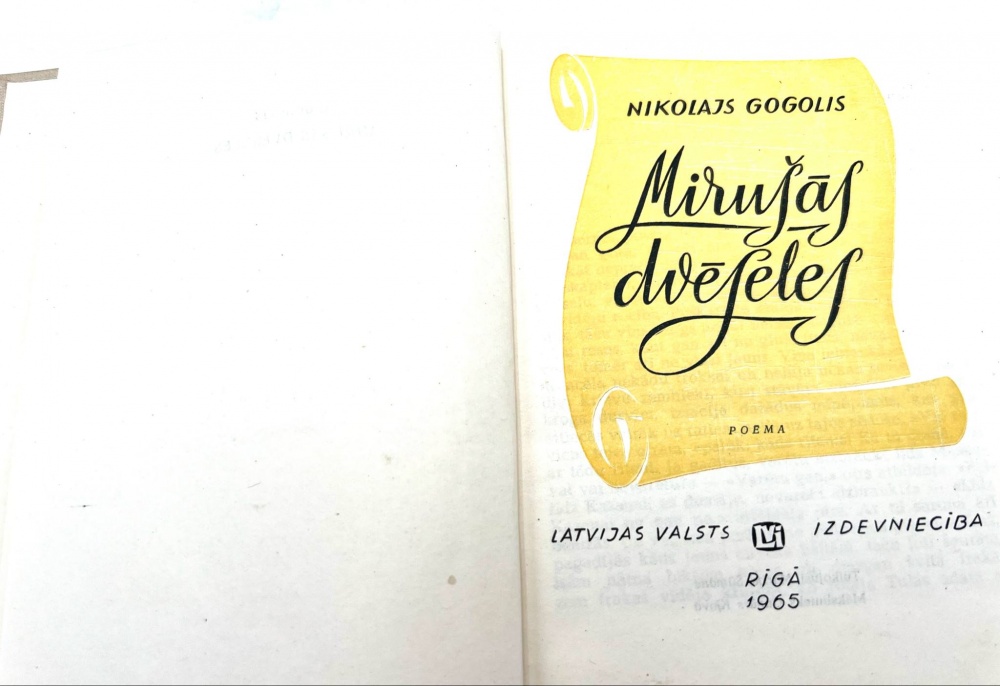 NIKOLAJS GOGOLIS
Mirušās
dvēseles
POEMA
LATVIJAS VALSTS LVI IZDEVNIECĪBA
RĪGĀ
1965